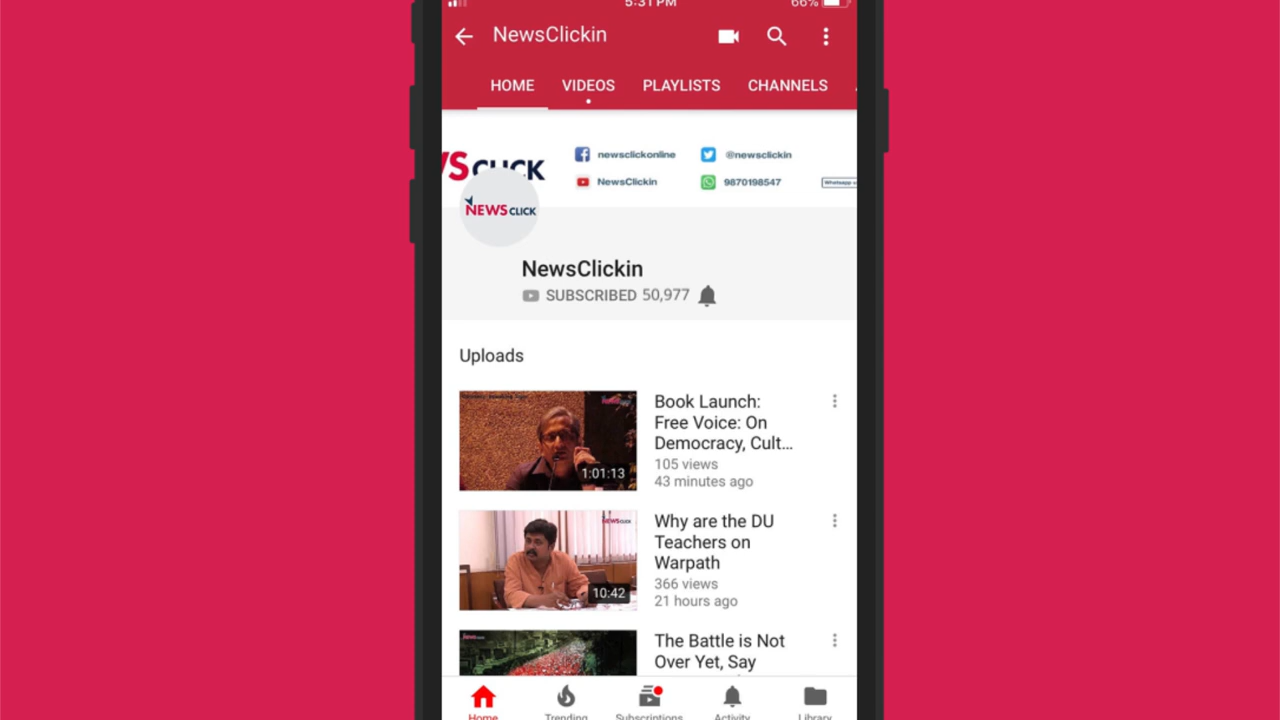 5:31 PM
66%
NewsClickin
HOME VIDEOS PLAYLISTS CHANNELS
NEWSCLICK
newsclickonline
@newsclickin
NewsClickin
9870198547
Whatsapp
NEWSCLICK
NewsClickin
SUBSCRIBED 50,977
Uploads
Book Launch:
Free Voice: On
Democracy, Cult...
105 views
43 minutes ago
1:01:13
Why are the DU
Teachers on
Warpath
366 views
21 hours ago
NEWSCLICK
10:42
The Battle is Not
Over Yet, Say
Home Trending Subscriptions Activity Library